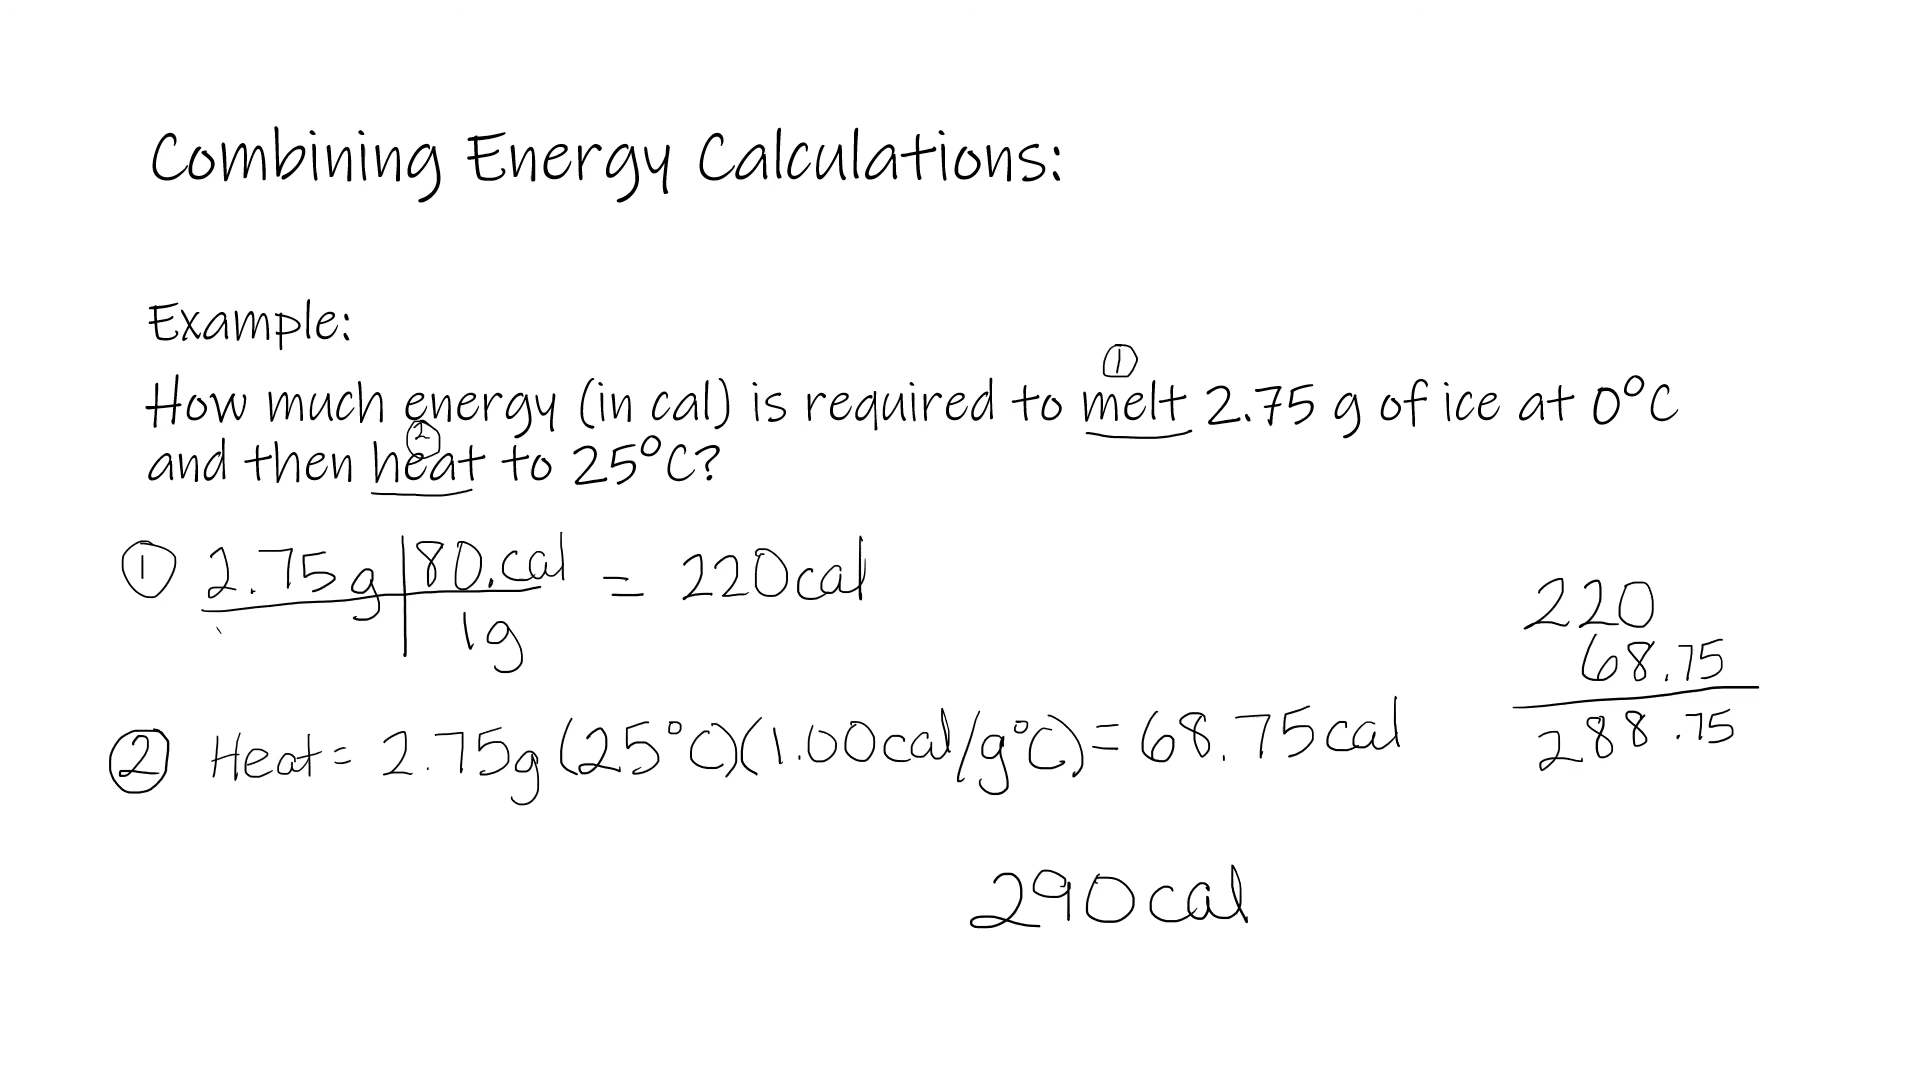 Combining Energy Calculations:
Example:
①
How much energy (in cal) is required to melt 2.75 g of ice at 0°C
②
and then heat to 25°C?
① 2.75g | 80.cal = 220cal
1g
② Heat = 2.75g (25°C)(1.00cal/g°C) = 68.75cal
220
68.75
288.75
290cal